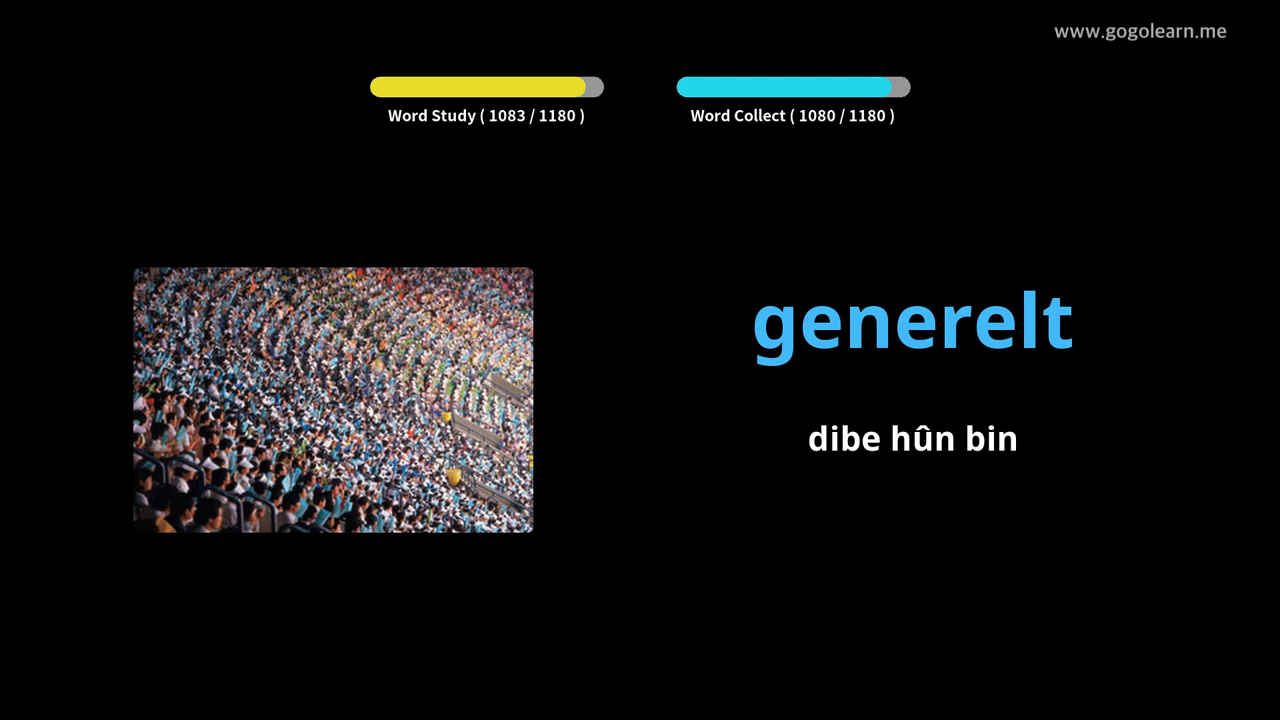 www.gogolearn.me
Word Study ( 1083 / 1180 )
Word Collect ( 1080 / 1180 )
generelt
dibe hûn bin